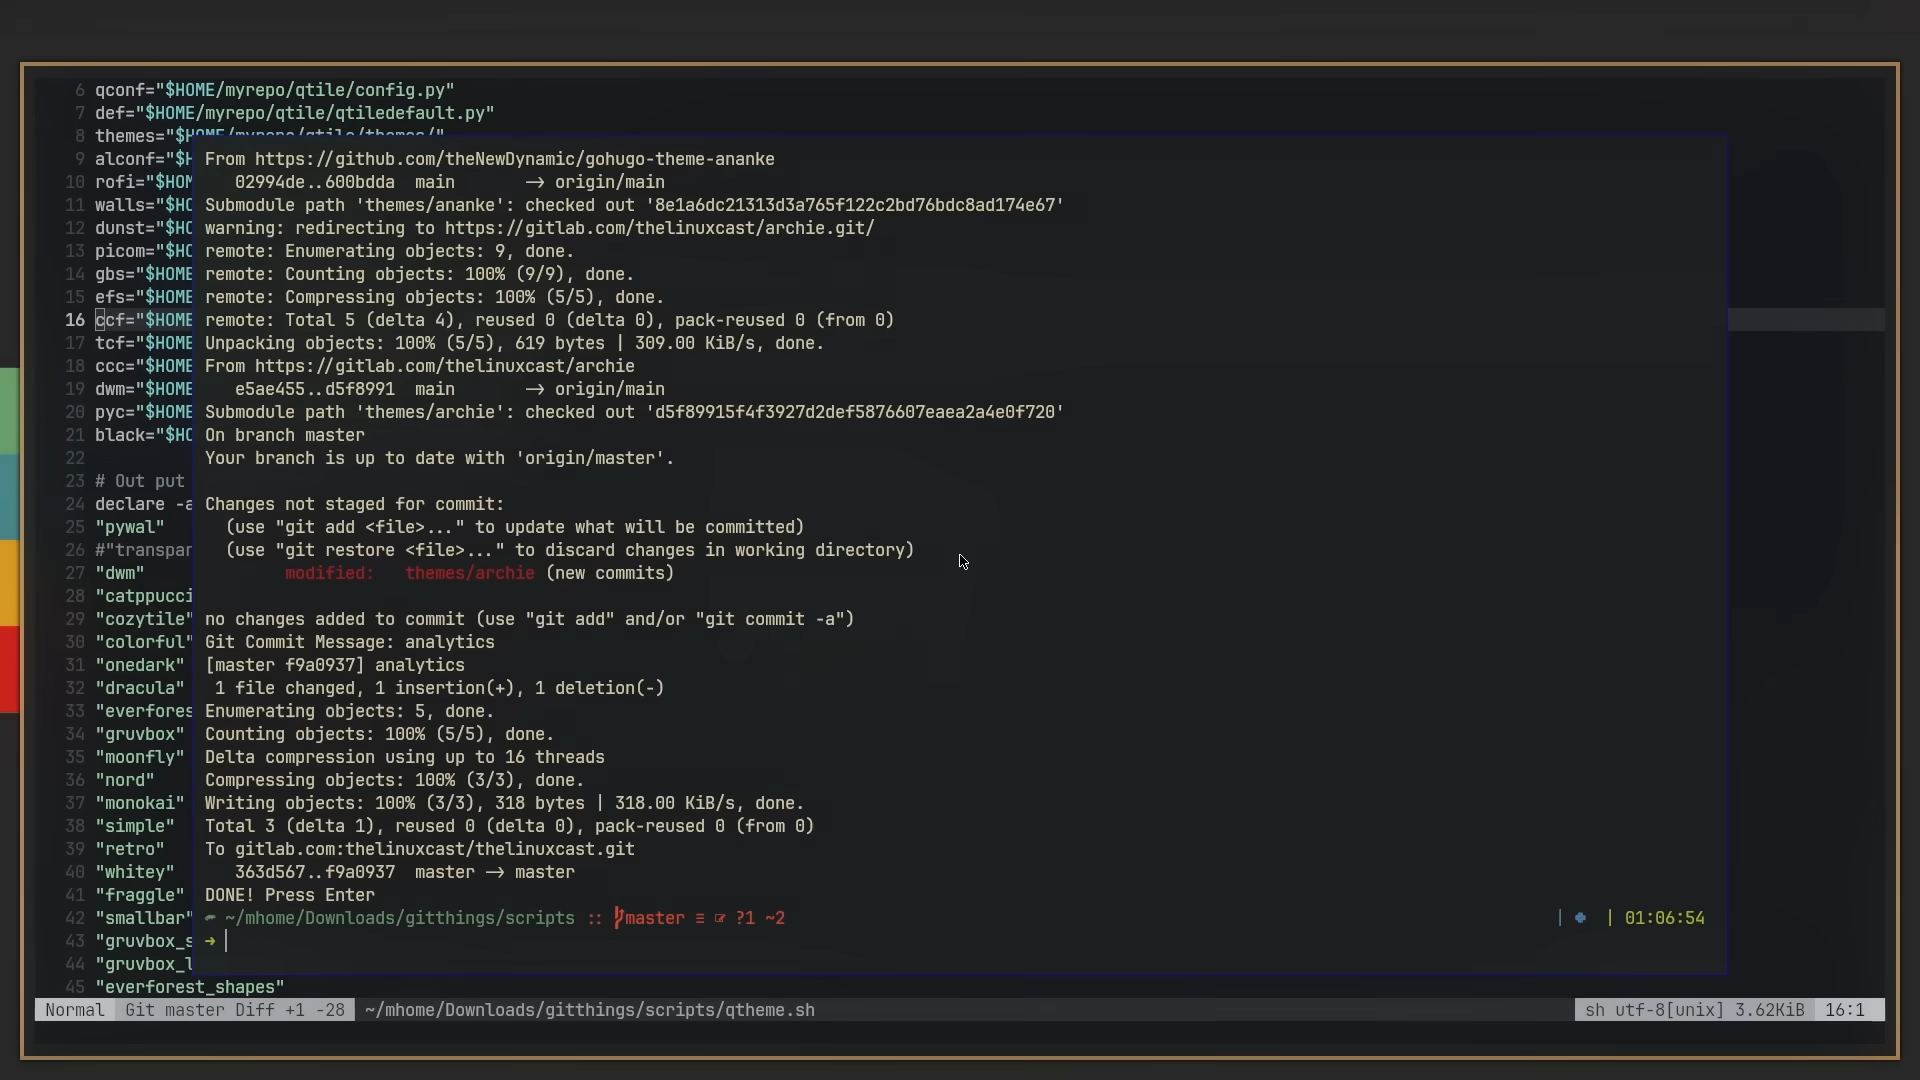 6 qconf="$HOME/myrepo/qtile/config.py"
7 def="$HOME/myrepo/qtile/qtiledefault.py"
8 themes="$HOME/myrepo/qtile/themes/"
9 alconf="$H
10 rofi="$HOM
11 walls="$HO
12 dunst="$HO
13 picom="$HO
14 gbs="$HOME
15 efs="$HOME
16 ccf="$HOME
17 tcf="$HOME
18 ccc="$HOME
19 dwm="$HOME
20 pyc="$HOME
21 black="$HO
22
23 # Out put
24 declare -a
25 "pywal"
26 #"transpar
27 "dwm"
28 "catppucci
29 "cozytile"
30 "colorful"
31 "onedark"
32 "dracula"
33 "everfores
34 "gruvbox"
35 "moonfly"
36 "nord"
37 "monokai"
38 "simple"
39 "retro"
40 "whitey"
41 "fraggle"
42 "smallbar"
43 "gruvbox_s
44 "gruvbox_l
45 "everforest_shapes"
From https://github.com/theNewDynamic/gohugo-theme-ananke
02994de..600bdda main -> origin/main
Submodule path 'themes/ananke': checked out '8e1a6dc21313d3a765f122c2bd76bdc8ad174e67'
warning: redirecting to https://gitlab.com/thelinuxcast/archie.git/
remote: Enumerating objects: 9, done.
remote: Counting objects: 100% (9/9), done.
remote: Compressing objects: 100% (5/5), done.
remote: Total 5 (delta 4), reused 0 (delta 0), pack-reused 0 (from 0)
Unpacking objects: 100% (5/5), 619 bytes | 309.00 KiB/s, done.
From https://gitlab.com/thelinuxcast/archie
e5ae455..d5f8991 main -> origin/main
Submodule path 'themes/archie': checked out 'd5f89915f4f3927d2def5876607eaea2a4e0f720'
On branch master
Your branch is up to date with 'origin/master'.
Changes not staged for commit:
(use "git add <file>..." to update what will be committed)
(use "git restore <file>..." to discard changes in working directory)
modified: themes/archie (new commits)
no changes added to commit (use "git add" and/or "git commit -a")
Git Commit Message: analytics
[master f9a0937] analytics
1 file changed, 1 insertion(+), 1 deletion(-)
Enumerating objects: 5, done.
Counting objects: 100% (5/5), done.
Delta compression using up to 16 threads
Compressing objects: 100% (3/3), done.
Writing objects: 100% (3/3), 318 bytes | 318.00 KiB/s, done.
Total 3 (delta 1), reused 0 (delta 0), pack-reused 0 (from 0)
To gitlab.com:thelinuxcast/thelinuxcast.git
363d567..f9a0937 master -> master
DONE! Press Enter
~/mhome/Downloads/gitthings/scripts :: master ≡ ?1 ~2 | | 01:06:54
➜
Normal Git master Diff +1 -28 ~/mhome/Downloads/gitthings/scripts/qtheme.sh sh utf-8[unix] 3.62KiB 16:1